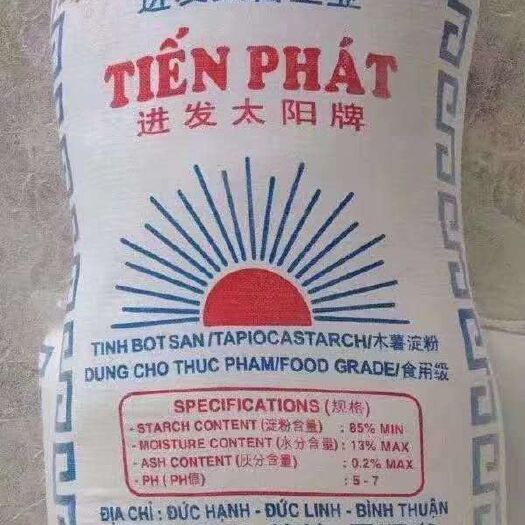 TIẾN PHÁT
进发太阳牌
TINH BOT SAN/TAPIOCASTARCH/木薯淀粉
DUNG CHO THUC PHAM/FOOD GRADE/食用级
SPECIFICATIONS (规格)
- STARCH CONTENT (淀粉含量) : 85% MIN
- MOISTURE CONTENT (水分含量) : 13% MAX
- ASH CONTENT (灰分含量) : 0.2% MAX
- PH ( PH值) : 5 - 7
ĐỊA CHỈ : ĐỨC HẠNH - ĐỨC LINH - BÌNH THUẬN